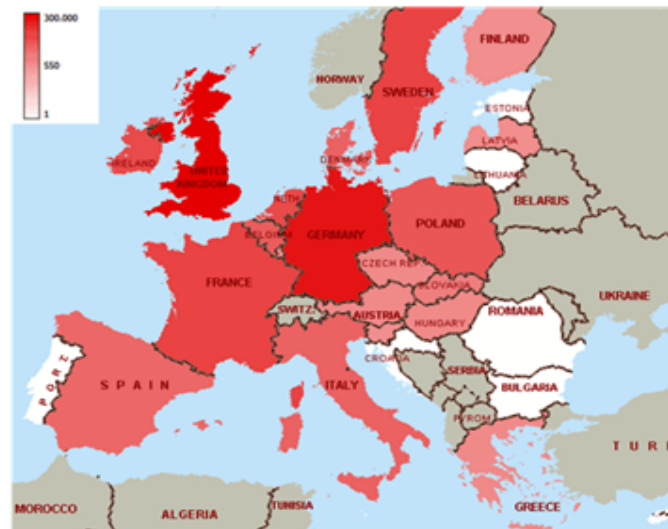 300.000
550
1
FINLAND
NORWAY
SWEDEN
ESTONIA
LATVIA
LITHUANIA
DENMARK
IRELAND
UNITED
KINGDOM
NETH.
BELARUS
BELGIUM
GERMANY
POLAND
CZECH REP.
SLOVAKIA
UKRAINE
FRANCE
SWITZ.
AUSTRIA
HUNGARY
ROMANIA
CROATIA
SERBIA
PORT.
SPAIN
ITALY
BULGARIA
FYROM
TUR
GREECE
MOROCCO
ALGERIA
TUNISIA